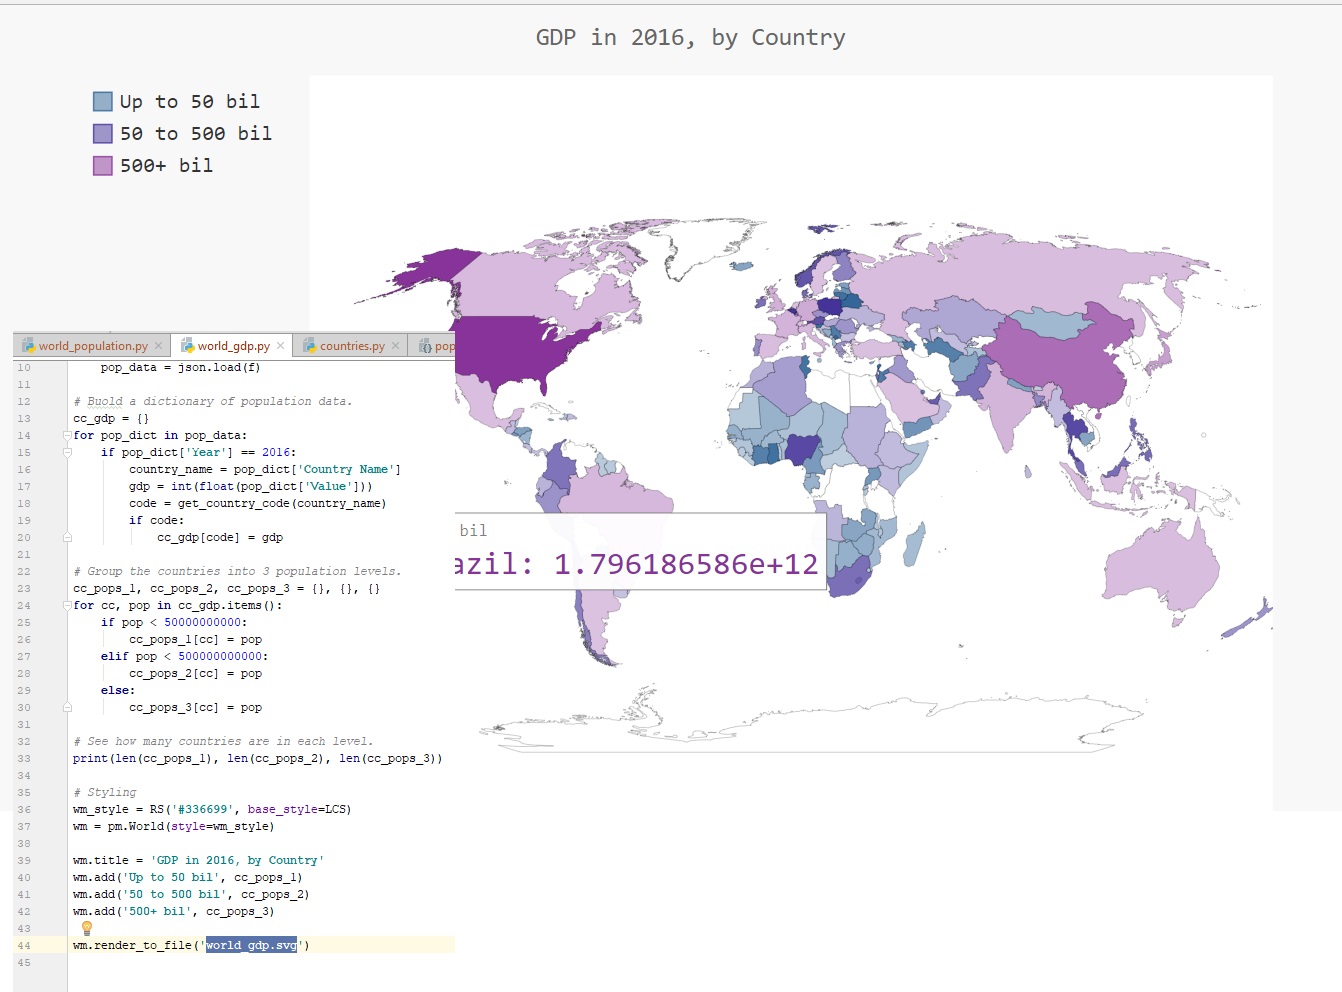 GDP in 2016, by Country
Up to 50 bil
50 to 500 bil
500+ bil
world_population.py
world_gdp.py
countries.py
pop
bil
azil: 1.796186586e+12
10 pop_data = json.load(f)
11
12 # Buold a dictionary of population data.
13 cc_gdp = {}
14 for pop_dict in pop_data:
15 if pop_dict['Year'] == 2016:
16 country_name = pop_dict['Country Name']
17 gdp = int(float(pop_dict['Value']))
18 code = get_country_code(country_name)
19 if code:
20 cc_gdp[code] = gdp
21
22 # Group the countries into 3 population levels.
23 cc_pops_1, cc_pops_2, cc_pops_3 = {}, {}, {}
24 for cc, pop in cc_gdp.items():
25 if pop < 50000000000:
26 cc_pops_1[cc] = pop
27 elif pop < 500000000000:
28 cc_pops_2[cc] = pop
29 else:
30 cc_pops_3[cc] = pop
31
32 # See how many countries are in each level.
33 print(len(cc_pops_1), len(cc_pops_2), len(cc_pops_3))
34
35 # Styling
36 wm_style = RS('#336699', base_style=LCS)
37 wm = pm.World(style=wm_style)
38
39 wm.title = 'GDP in 2016, by Country'
40 wm.add('Up to 50 bil', cc_pops_1)
41 wm.add('50 to 500 bil', cc_pops_2)
42 wm.add('500+ bil', cc_pops_3)
43
44 wm.render_to_file('world_gdp.svg')
45